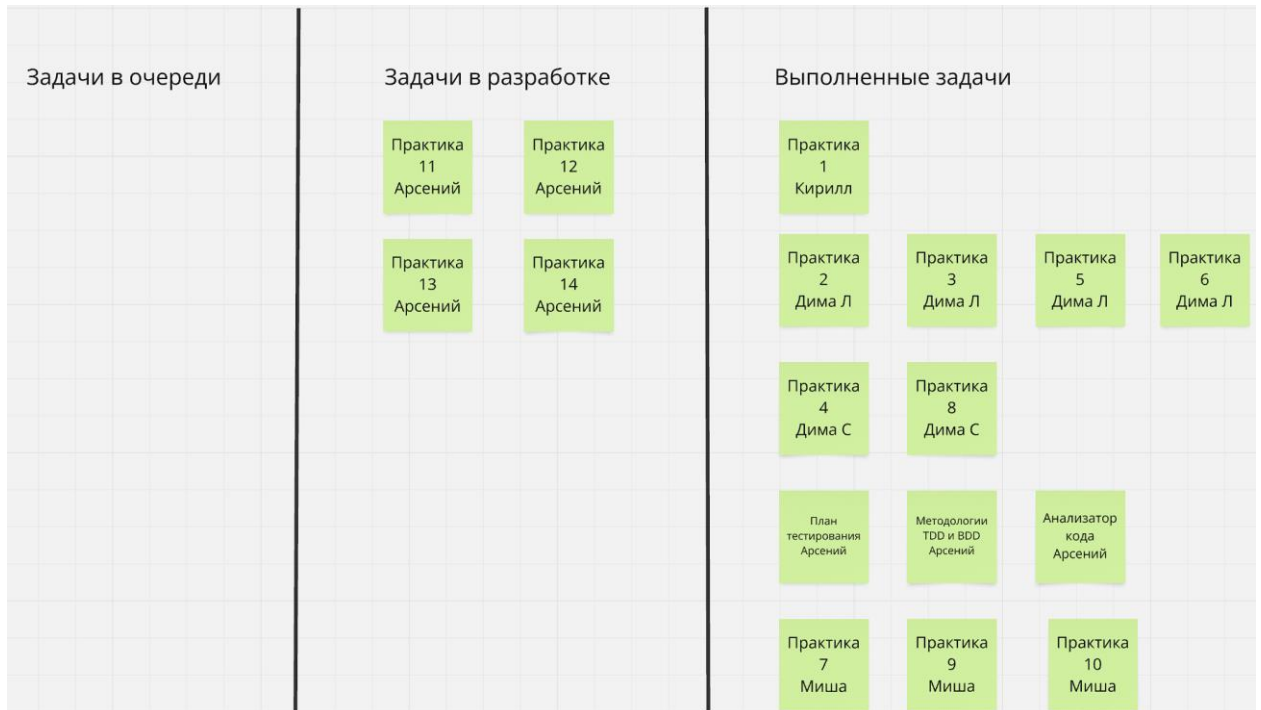 Задачи в очереди
Задачи в разработке
Выполненные задачи
Практика
11
Арсений
Практика
12
Арсений
Практика
13
Арсений
Практика
14
Арсений
Практика
1
Кирилл
Практика
2
Дима Л
Практика
3
Дима Л
Практика
5
Дима Л
Практика
6
Дима Л
Практика
4
Дима С
Практика
8
Дима С
План
тестирования
Арсений
Методологии
TDD и BDD
Арсений
Анализатор
кода
Арсений
Практика
7
Миша
Практика
9
Миша
Практика
10
Миша